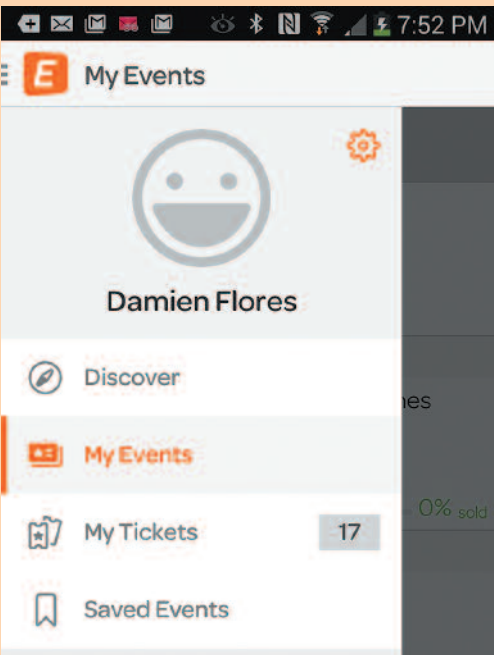 7:52 PM
E My Events
Damien Flores
Discover
My Events
nes
My Tickets 17
0% sold
Saved Events